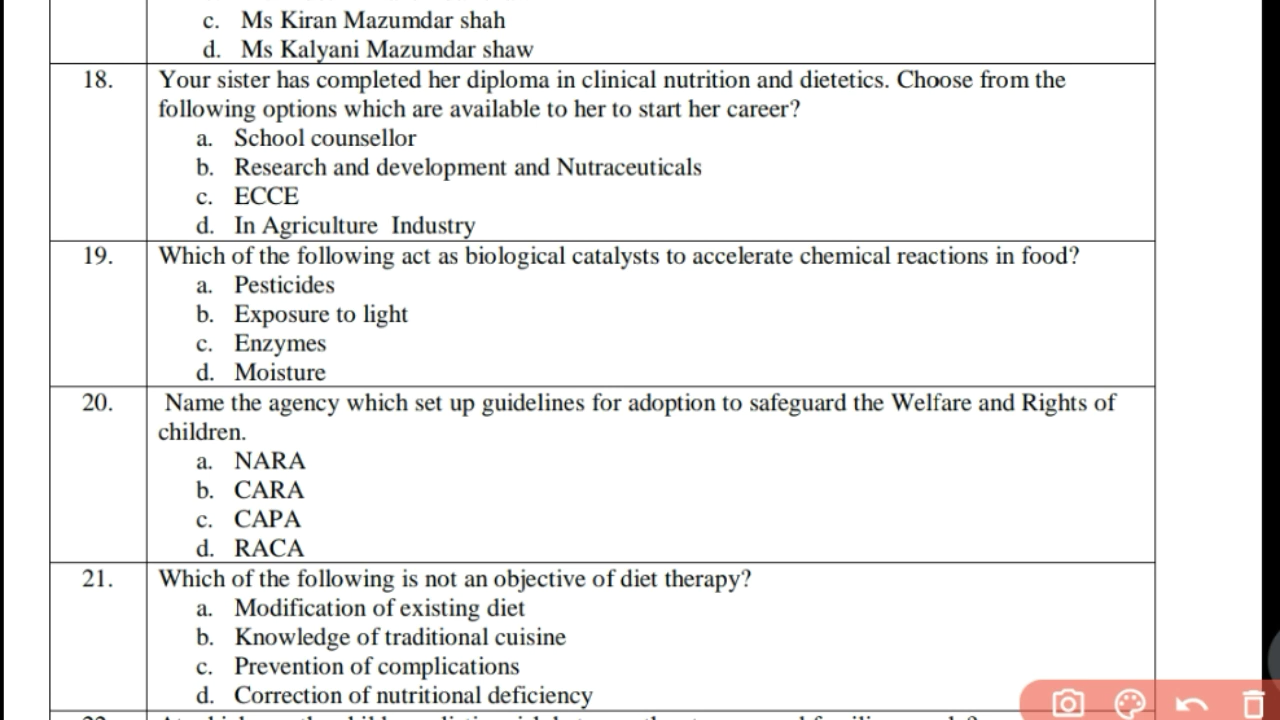 c. Ms Kiran Mazumdar shah
d. Ms Kalyani Mazumdar shaw
18. Your sister has completed her diploma in clinical nutrition and dietetics. Choose from the
following options which are available to her to start her career?
a. School counsellor
b. Research and development and Nutraceuticals
c. ECCE
d. In Agriculture Industry
19. Which of the following act as biological catalysts to accelerate chemical reactions in food?
a. Pesticides
b. Exposure to light
c. Enzymes
d. Moisture
20. Name the agency which set up guidelines for adoption to safeguard the Welfare and Rights of
children.
a. NARA
b. CARA
c. CAPA
d. RACA
21. Which of the following is not an objective of diet therapy?
a. Modification of existing diet
b. Knowledge of traditional cuisine
c. Prevention of complications
d. Correction of nutritional deficiency